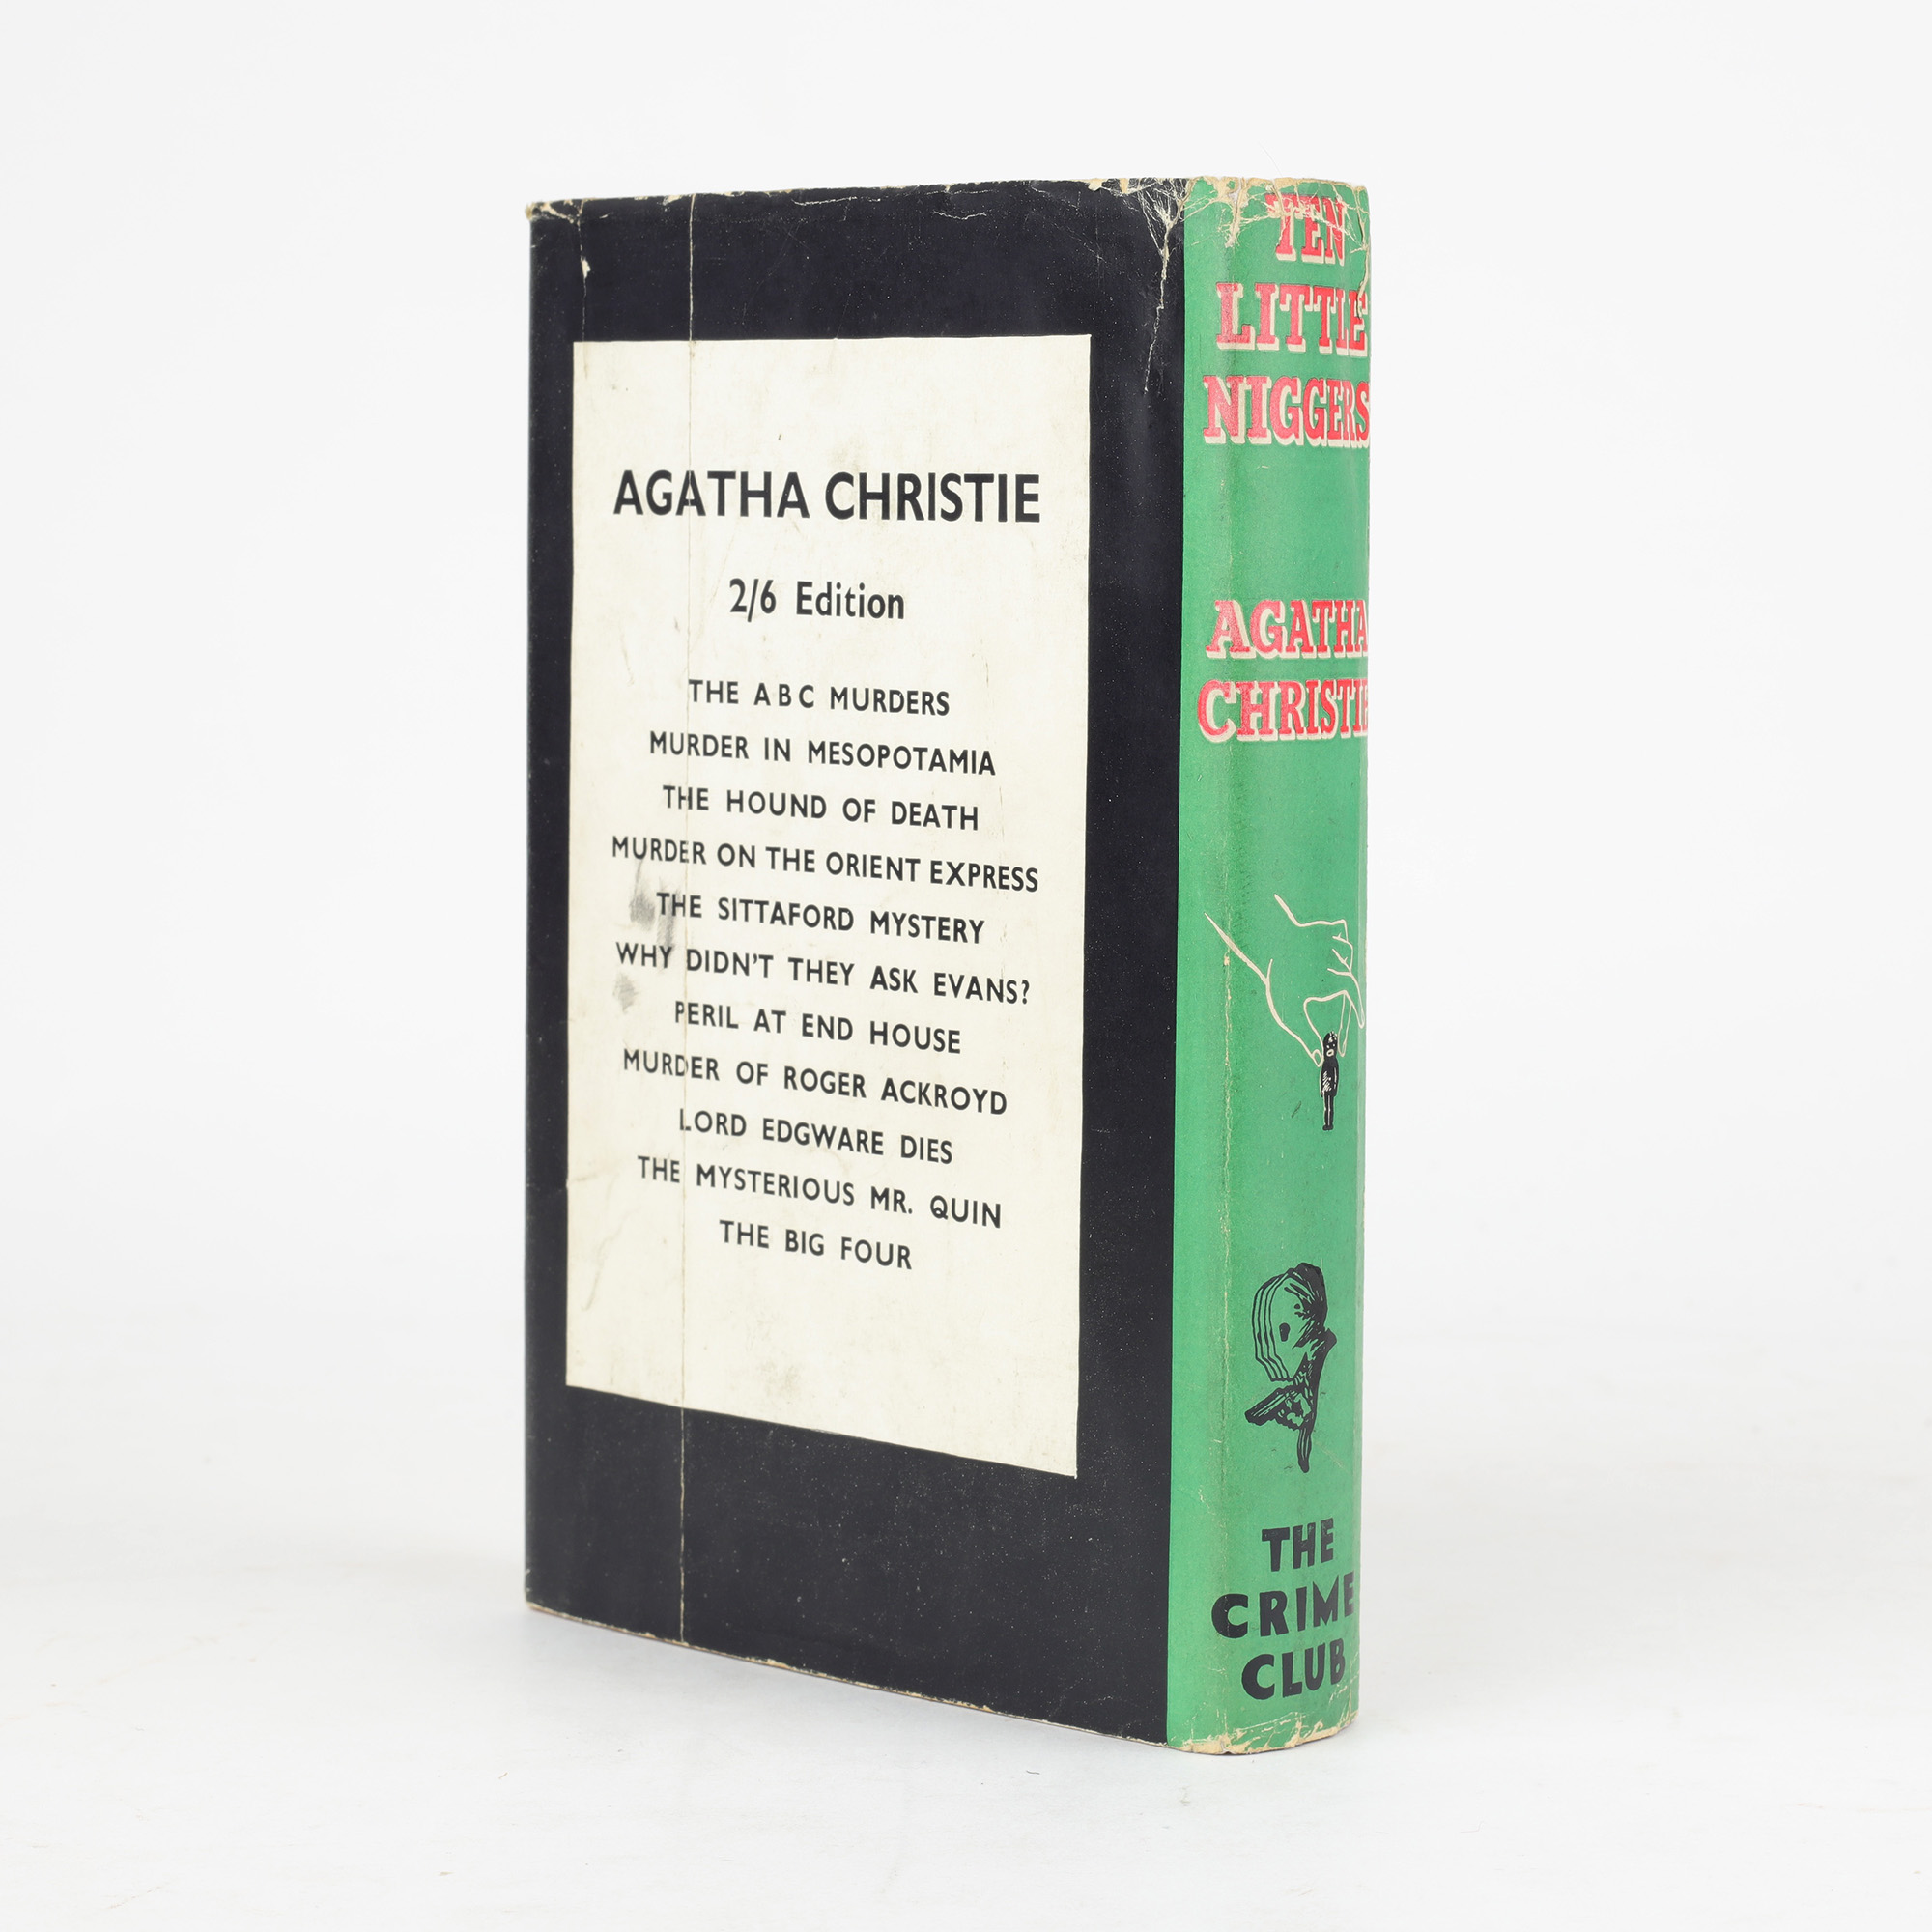 AGATHA CHRISTIE
2/6 Edition
THE A B C MURDERS
MURDER IN MESOPOTAMIA
THE HOUND OF DEATH
MURDER ON THE ORIENT EXPRESS
THE SITTAFORD MYSTERY
WHY DIDN'T THEY ASK EVANS?
PERIL AT END HOUSE
MURDER OF ROGER ACKROYD
LORD EDGWARE DIES
THE MYSTERIOUS MR. QUIN
THE BIG FOUR
TEN
LITTLE
NIGGERS
AGATHA
CHRISTIE
THE
CRIME
CLUB